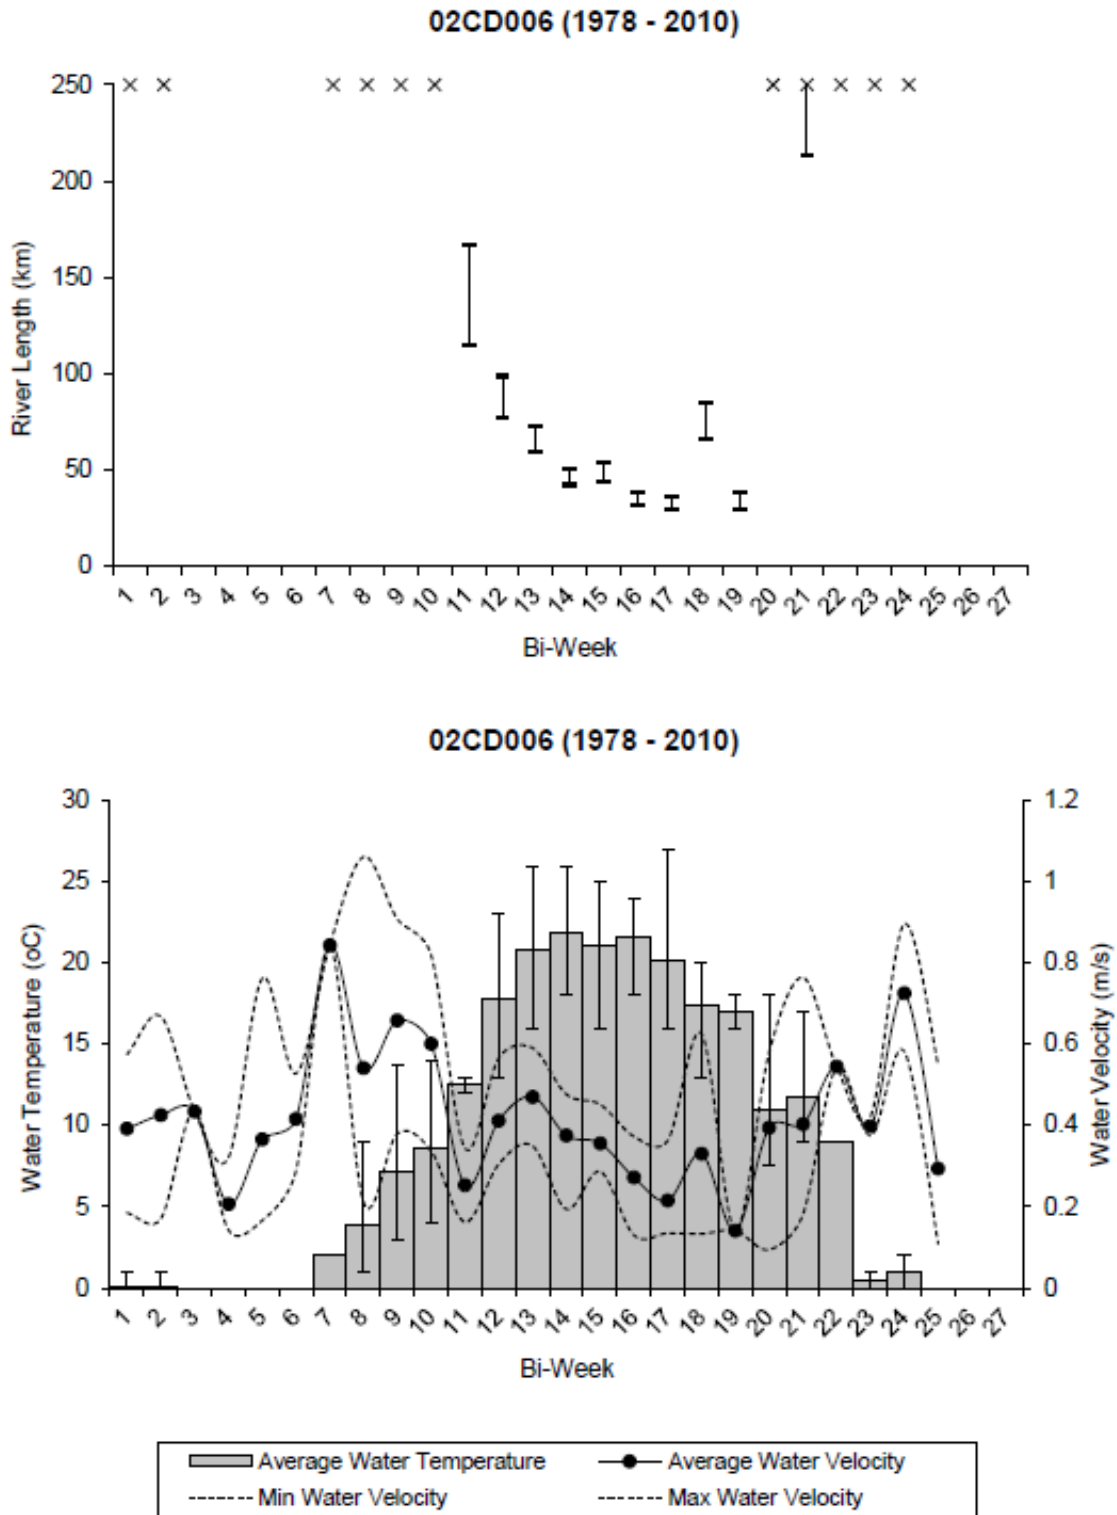 02CD006 (1978 - 2010)
250
200
150
100
50
0
River Length (km)
1 2 3 4 5 6 7 8 9 10 11 12 13 14 15 16 17 18 19 20 21 22 23 24 25 26 27
Bi-Week
02CD006 (1978 - 2010)
30
25
20
15
10
5
0
Water Temperature (oC)
1.2
1
0.8
0.6
0.4
0.2
0
Water Velocity (m/s)
1 2 3 4 5 6 7 8 9 10 11 12 13 14 15 16 17 18 19 20 21 22 23 24 25 26 27
Bi-Week
Average Water Temperature
Average Water Velocity
Min Water Velocity
Max Water Velocity